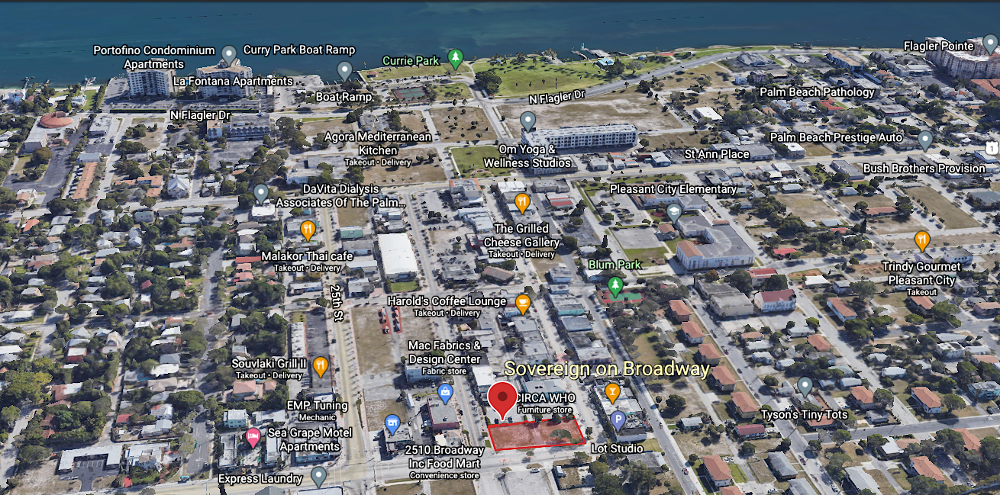 Portofino Condominium
Apartments
Curry Park Boat Ramp
Currie Park
Flagler Pointe
La Fontana Apartments
Boat Ramp
N Flagler Dr
Palm Beach Pathology
N Flagler Dr
Agora Mediterranean
Kitchen
Takeout • Delivery
Om Yoga &
Wellness Studios
St Ann Place
Palm Beach Prestige Auto
1
Bush Brothers Provision
DaVita Dialysis
Associates Of The Palm...
Pleasant City Elementary
The Grilled
Cheese Gallery
Takeout • Delivery
Malakor Thai cafe
Takeout • Delivery
Blum Park
Trindy Gourmet
Pleasant City
Takeout
25th St
Harold's Coffee Lounge
Takeout • Delivery
Mac Fabrics &
Design Center
Fabric store
Souvlaki Grill II
Takeout • Delivery
Sovereign on Broadway
CIRCA WHO
Furniture store
EMP Tuning
Mechanic
P
Tyson's Tiny Tots
Sea Grape Motel
Apartments
2510 Broadway
Inc Food Mart
Convenience store
Lot Studio
Express Laundry